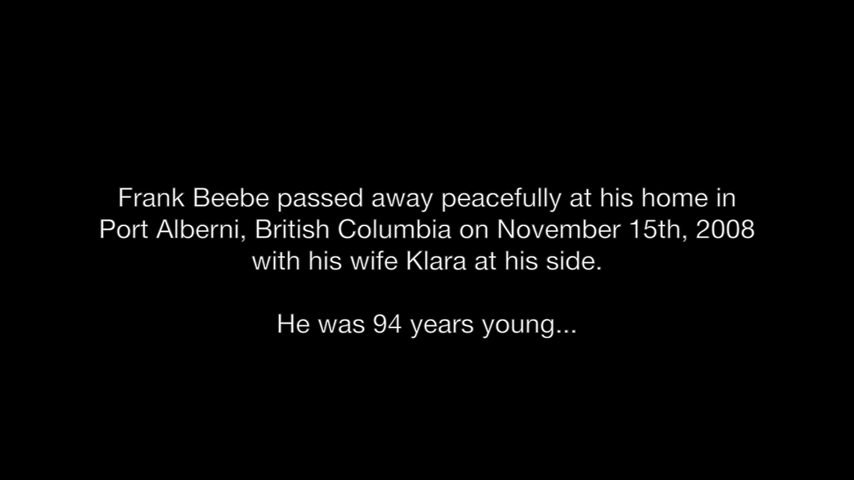 Frank Beebe passed away peacefully at his home in
Port Alberni, British Columbia on November 15th, 2008
with his wife Klara at his side.
He was 94 years young...